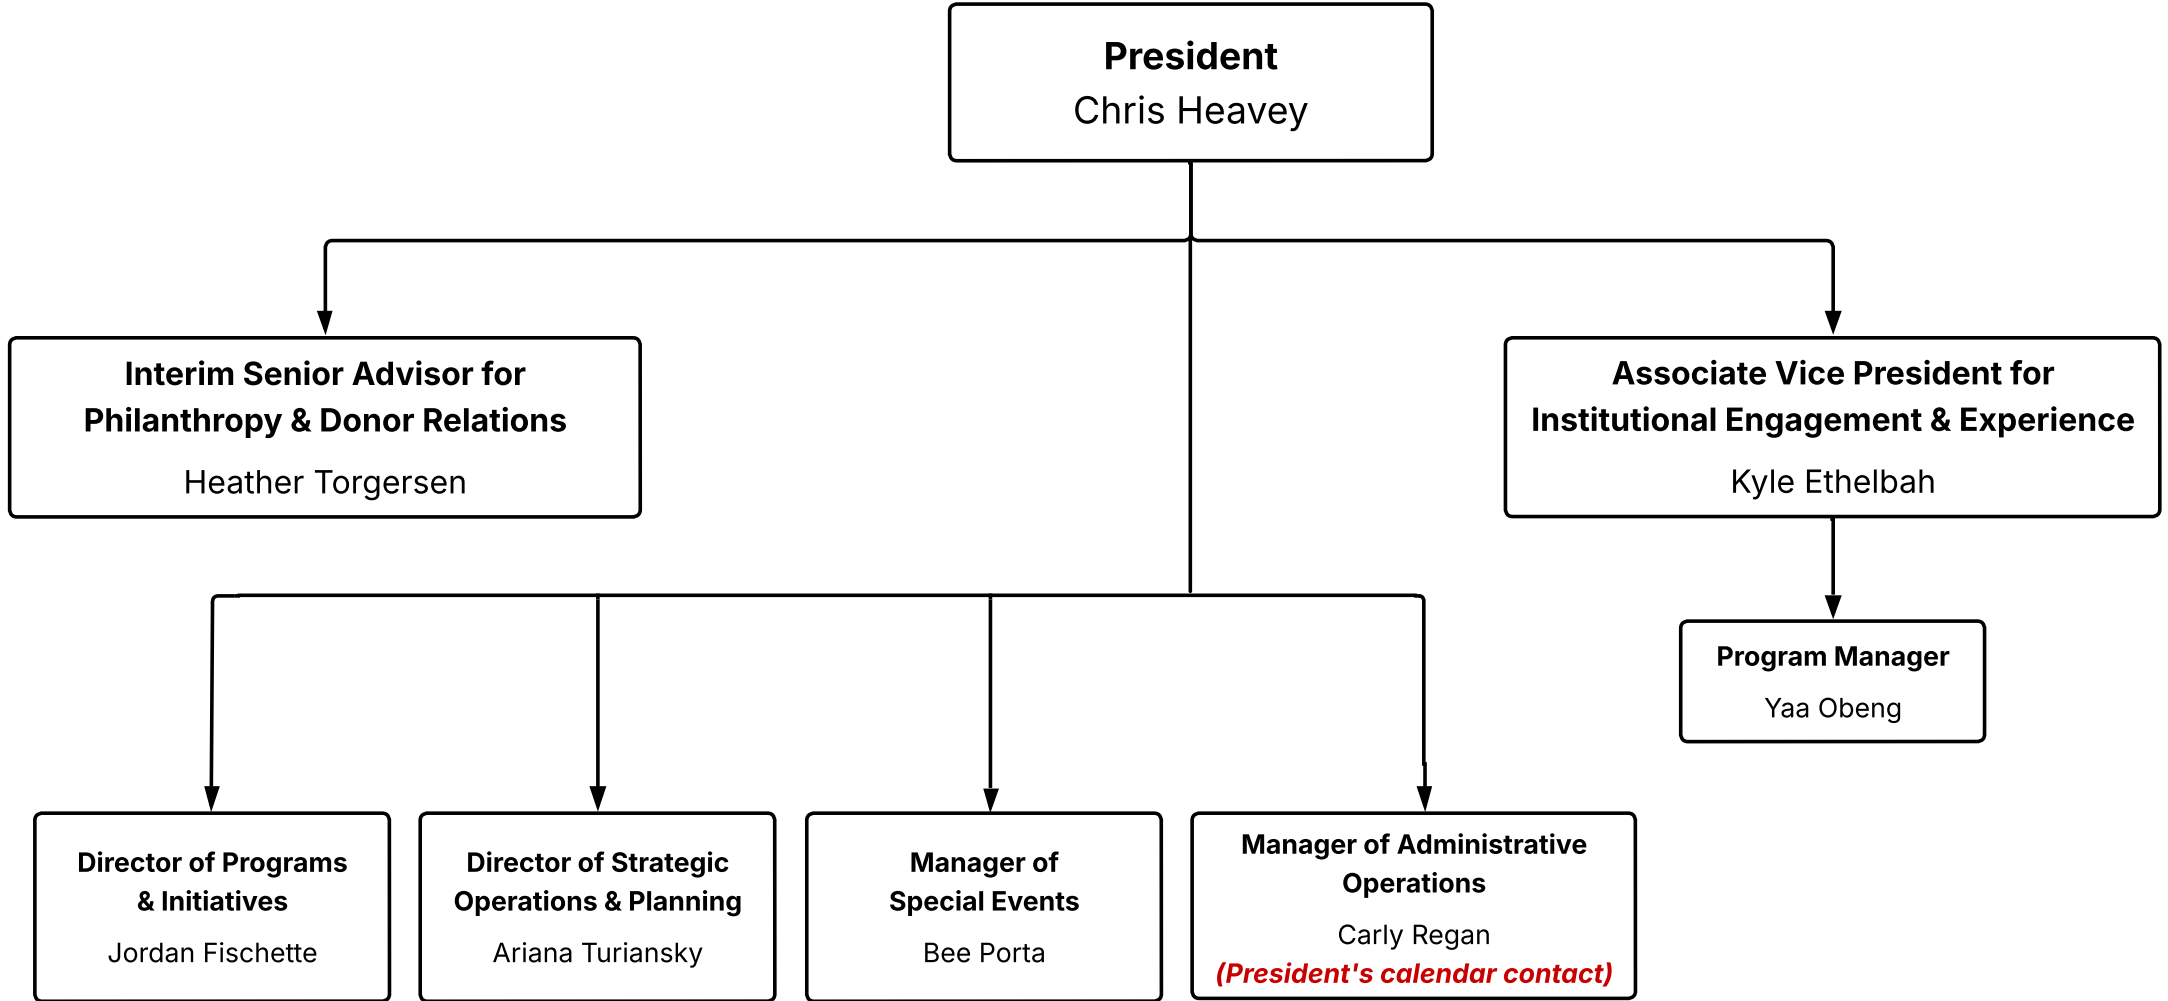 President
Chris Heavey
Interim Senior Advisor for
Philanthropy & Donor Relations
Heather Torgersen
Associate Vice President for
Institutional Engagement & Experience
Kyle Ethelbah
Program Manager
Yaa Obeng
Director of Programs
& Initiatives
Jordan Fischette
Director of Strategic
Operations & Planning
Ariana Turiansky
Manager of
Special Events
Bee Porta
Manager of Administrative
Operations
Carly Regan
(President's calendar contact)